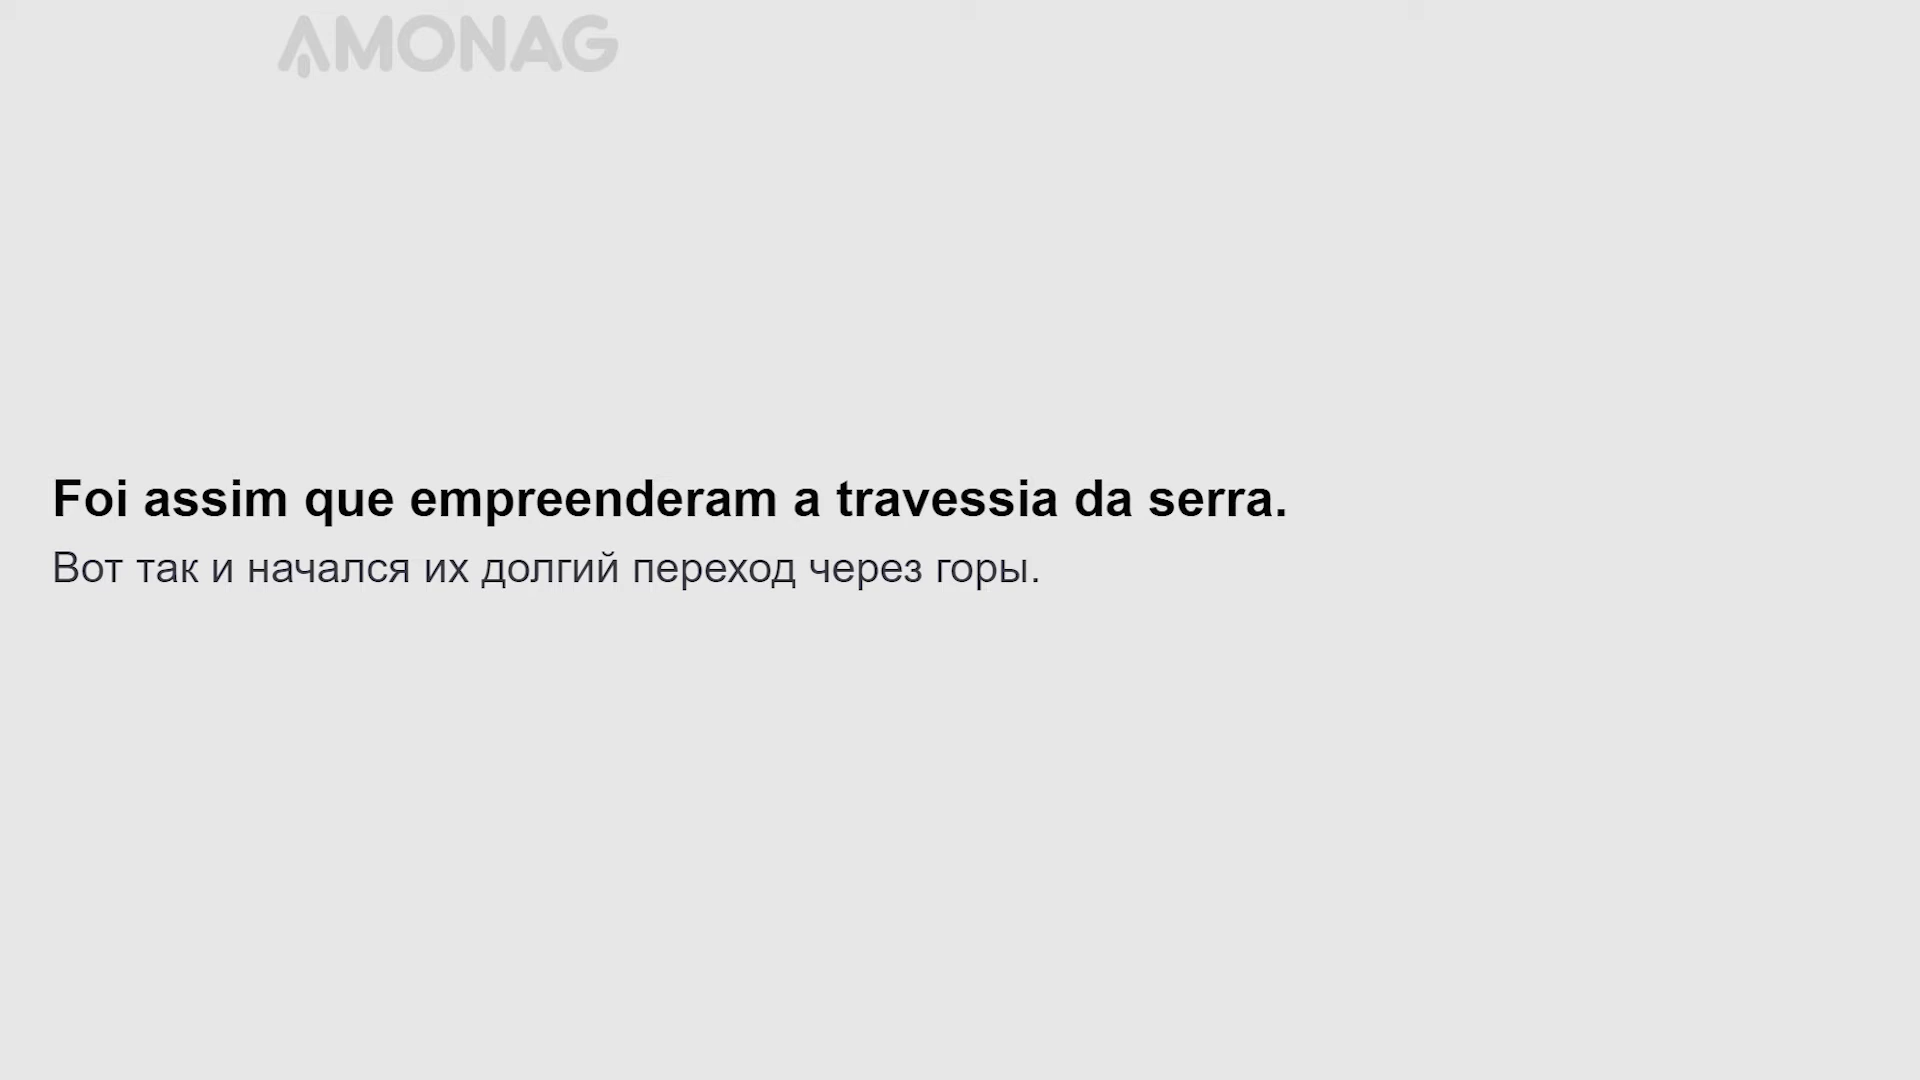 AMONAG
Foi assim que empreenderam a travessia da serra.
Вот так и начался их долгий переход через горы.